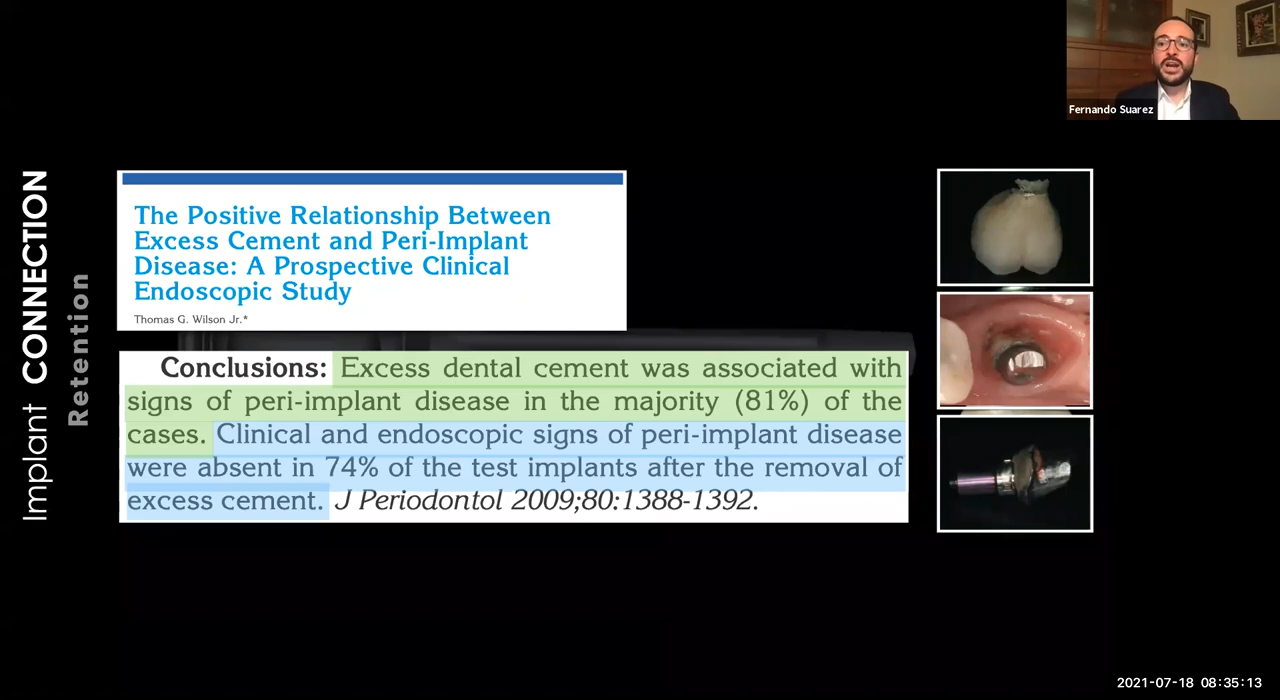 Fernando Suarez
Implant CONNECTION
Retention
The Positive Relationship Between
Excess Cement and Peri-Implant
Disease: A Prospective Clinical
Endoscopic Study
Thomas G. Wilson Jr.*
Conclusions: Excess dental cement was associated with
signs of peri-implant disease in the majority (81%) of the
cases. Clinical and endoscopic signs of peri-implant disease
were absent in 74% of the test implants after the removal of
excess cement. J Periodontol 2009;80:1388-1392.
2021-07-18 08:35:13